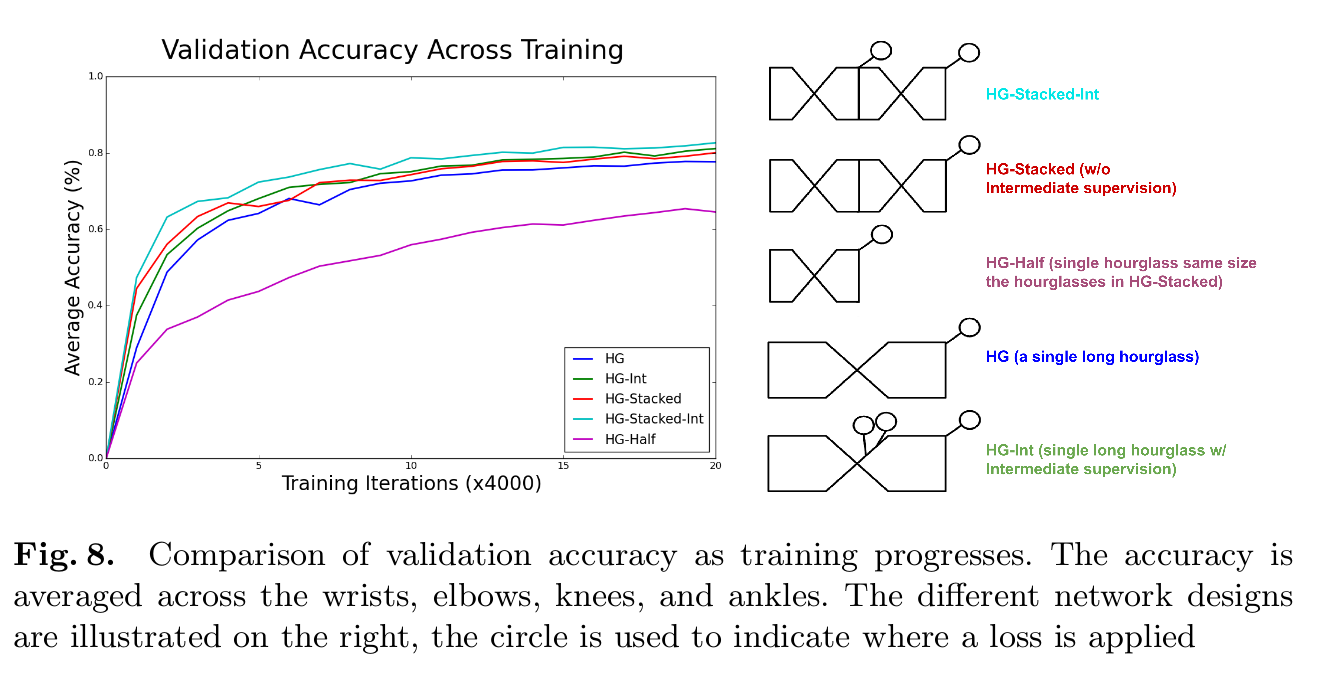 Validation Accuracy Across Training
Average Accuracy (%)
1.0
0.8
0.6
0.4
0.2
0.0
0
5
10
15
20
Training Iterations (x4000)
HG
HG-Int
HG-Stacked
HG-Stacked-Int
HG-Half
HG-Stacked-Int
HG-Stacked (w/o
Intermediate supervision)
HG-Half (single hourglass same size
the hourglasses in HG-Stacked)
HG (a single long hourglass)
HG-Int (single long hourglass w/
Intermediate supervision)
Fig. 8. Comparison of validation accuracy as training progresses. The accuracy is
averaged across the wrists, elbows, knees, and ankles. The different network designs
are illustrated on the right, the circle is used to indicate where a loss is applied